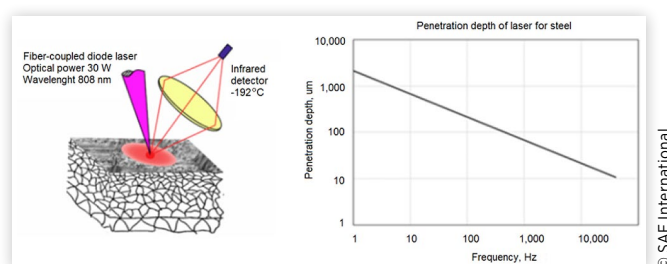 Fiber-coupled diode laser
Optical power 30 W
Wavelenght 808 nm
Infrared
detector
-192°C
Penetration depth of laser for steel
10,000
1,000
100
10
1
Penetration depth, um
1 10 100 1,000 10,000
Frequency, Hz
© SAE International